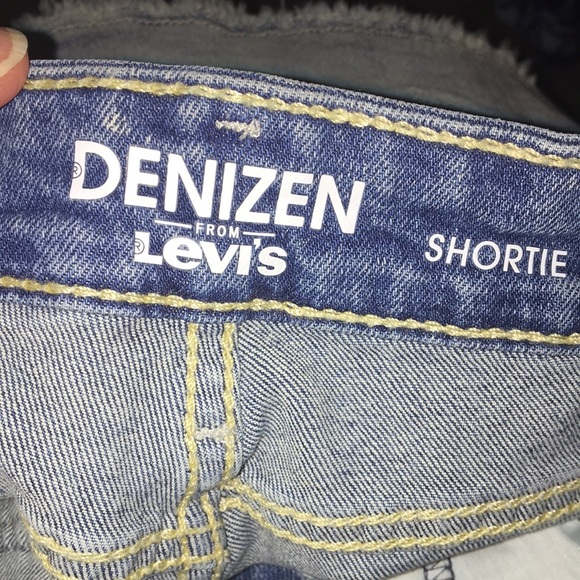 ®DENIZEN
FROM
®Levi's
SHORTIE